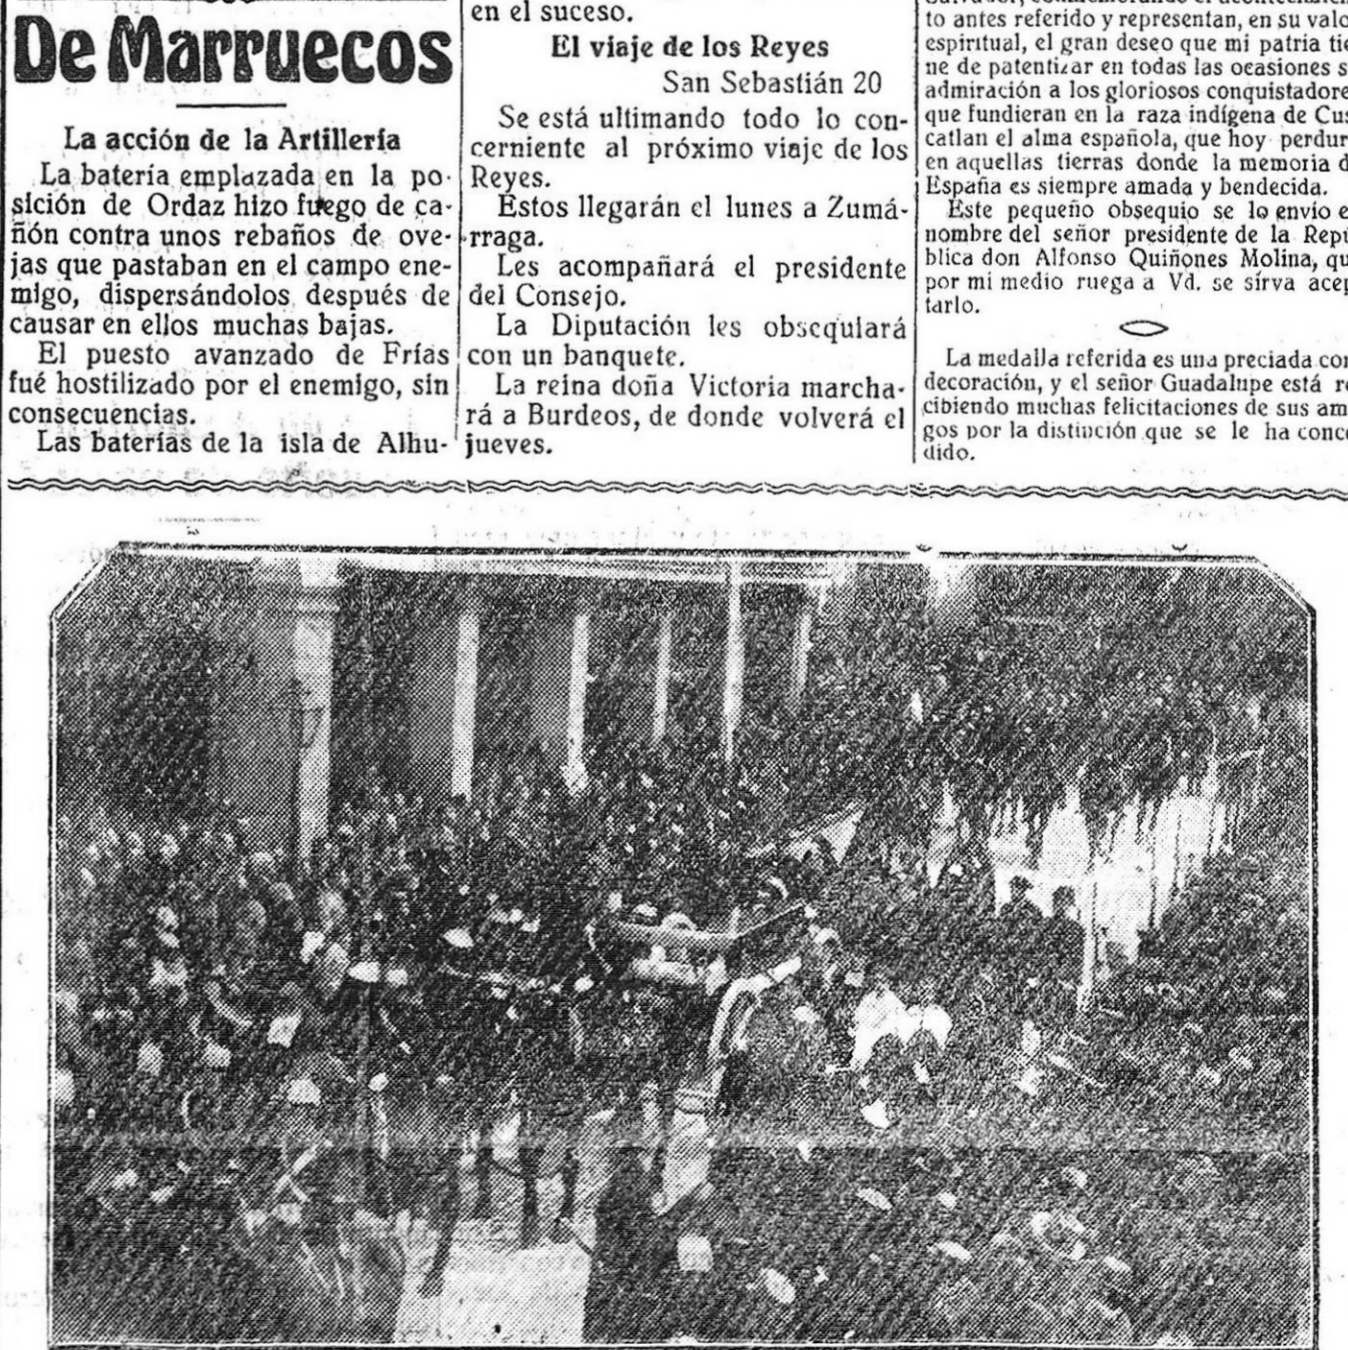 De Marruecos
La acción de la Artillería
La batería emplazada en la po-
sición de Ordaz hizo fuego de ca-
ñón contra unos rebaños de ove-
jas que pastaban en el campo ene-
migo, dispersándolos después de
causar en ellos muchas bajas.
El puesto avanzado de Frías
fué hostilizado por el enemigo, sin
consecuencias.
Las baterías de la isla de Alhu-
en el suceso.
El viaje de los Reyes
San Sebastián 20
Se está ultimando todo lo con-
cerniente al próximo viaje de los
Reyes.
Estos llegarán el lunes a Zumá-
rraga.
Les acompañará el presidente
del Consejo.
La Diputación les obsequiará
con un banquete.
La reina doña Victoria marcha-
rá a Burdeos, de donde volverá el
jueves.
to antes referido y representan, en su valo
espiritual, el gran deseo que mi patria tie
ne de patentizar en todas las ocasiones s
admiración a los gloriosos conquistadore
que fundieran en la raza indígena de Cus
catlan el alma española, que hoy perdur
en aquellas tierras donde la memoria d
España es siempre amada y bendecida.
Este pequeño obsequio se lo envío e
nombre del señor presidente de la Repú
blica don Alfonso Quiñones Molina, qu
por mi medio ruega a Vd. se sirva acep
tarlo.
La medalla referida es una preciada con
decoración, y el señor Guadalupe está re
cibiendo muchas felicitaciones de sus ami
gos por la distinción que se le ha conce
dido.